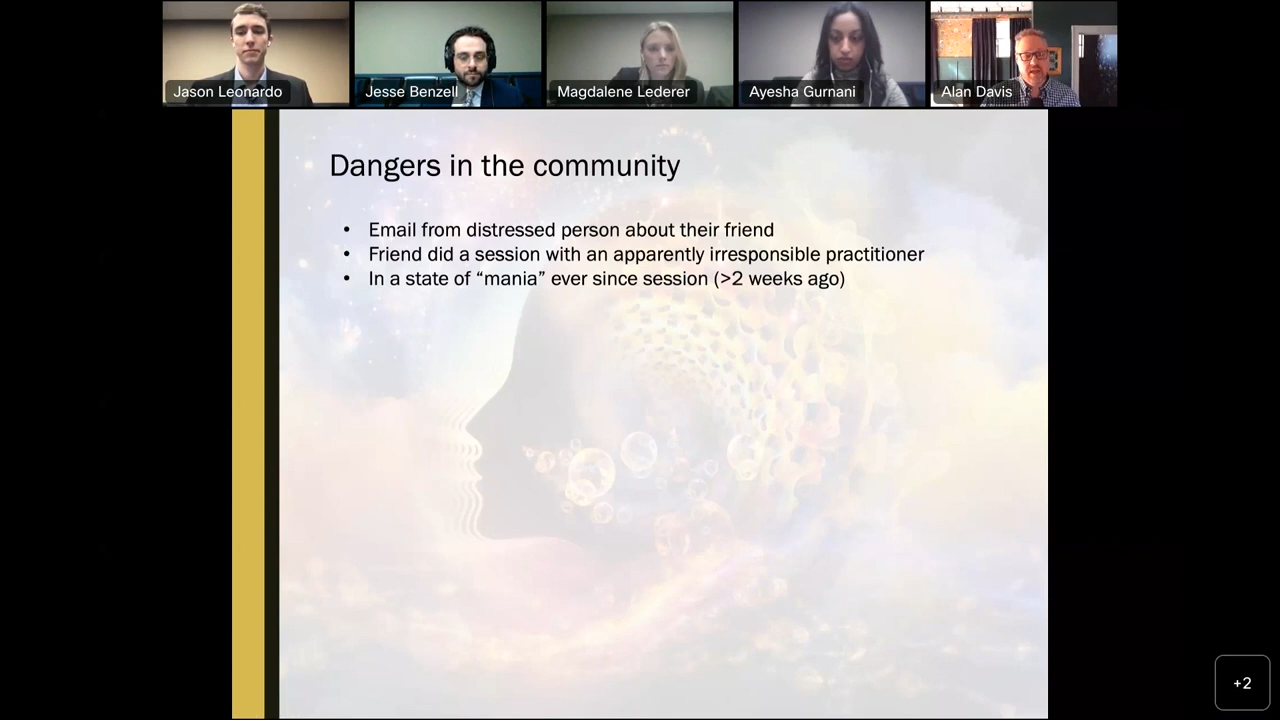 Jason Leonardo
Jesse Benzell
Magdalene Lederer
Ayesha Gurnani
Alan Davis
Dangers in the community
• Email from distressed person about their friend
• Friend did a session with an apparently irresponsible practitioner
• In a state of “mania” ever since session (>2 weeks ago)
+2